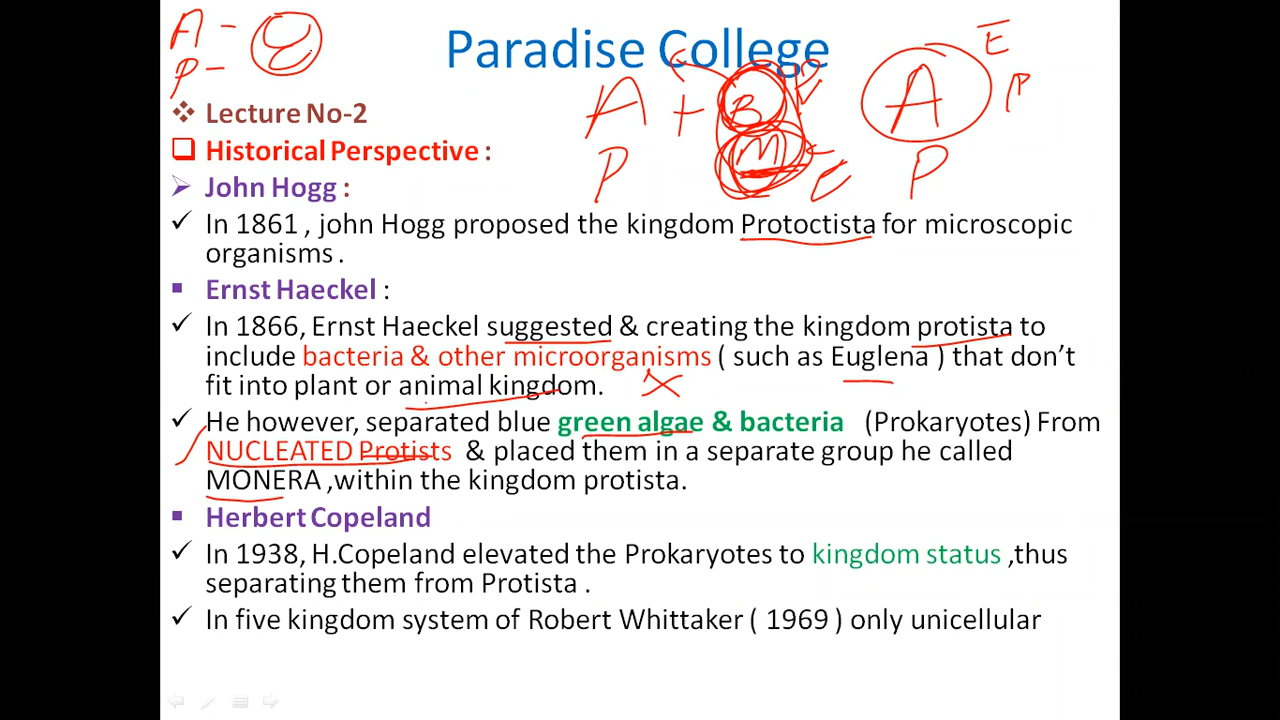 A -
P -
Paradise College
A + B
E
A
E
P
M
P
P
E
Lecture No-2
Historical Perspective :
John Hogg :
In 1861 , john Hogg proposed the kingdom Protoctista for microscopic
organisms .
Ernst Haeckel :
In 1866, Ernst Haeckel suggested & creating the kingdom protista to
include bacteria & other microorganisms ( such as Euglena ) that don't
fit into plant or animal kingdom.
He however, separated blue green algae & bacteria (Prokaryotes) From
NUCLEATED Protists & placed them in a separate group he called
MONERA ,within the kingdom protista.
Herbert Copeland
In 1938, H.Copeland elevated the Prokaryotes to kingdom status ,thus
separating them from Protista .
In five kingdom system of Robert Whittaker ( 1969 ) only unicellular